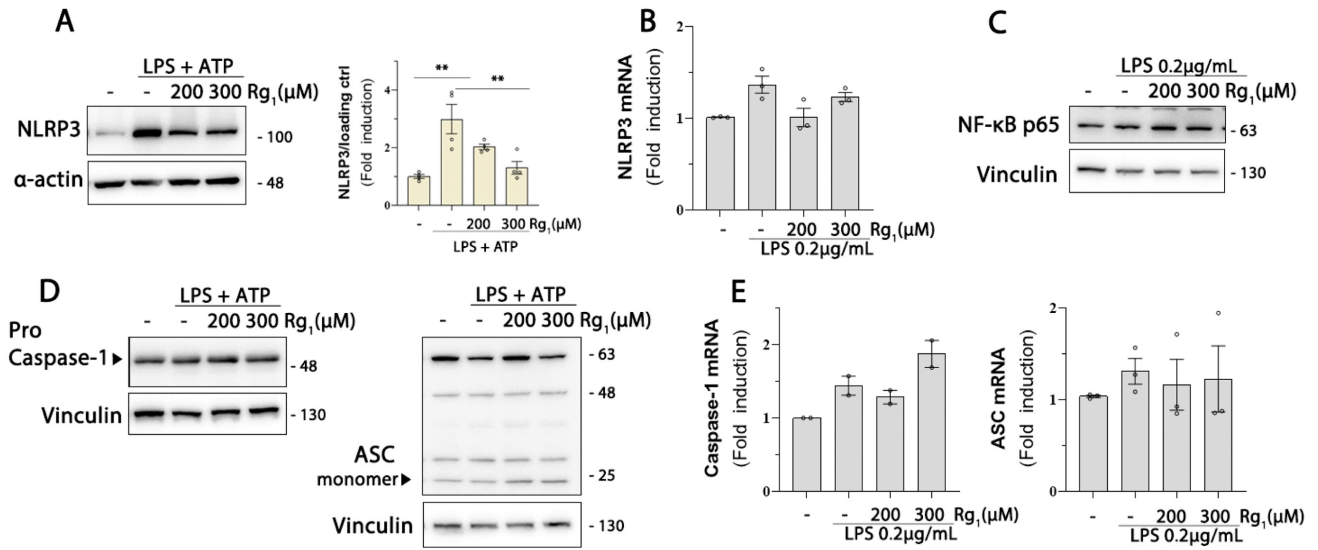 A
LPS + ATP
- - 200 300 Rg1(μM)
NLRP3
- 100
α-actin
- 48
NLRP3/loading ctrl
(Fold induction)
4
2
0
** **
- - 200 300 Rg1(μM)
LPS + ATP
B
NLRP3 mRNA
(Fold induction)
2
1
0
- - 200 300 Rg1(μM)
LPS 0.2μg/mL
C
LPS 0.2μg/mL
- - 200 300 Rg1(μM)
NF-κB p65
- 63
Vinculin
- 130
D
LPS + ATP
- - 200 300 Rg1(μM)
Pro
Caspase-1
- 48
Vinculin
- 130
LPS + ATP
- - 200 300 Rg1(μM)
- 63
- 48
ASC
monomer
- 25
Vinculin
- 130
E
Caspase-1 mRNA
(Fold induction)
2
1
0
- - 200 300 Rg1(μM)
LPS 0.2μg/mL
ASC mRNA
(Fold induction)
2
1
0
- - 200 300 Rg1(μM)
LPS 0.2μg/mL